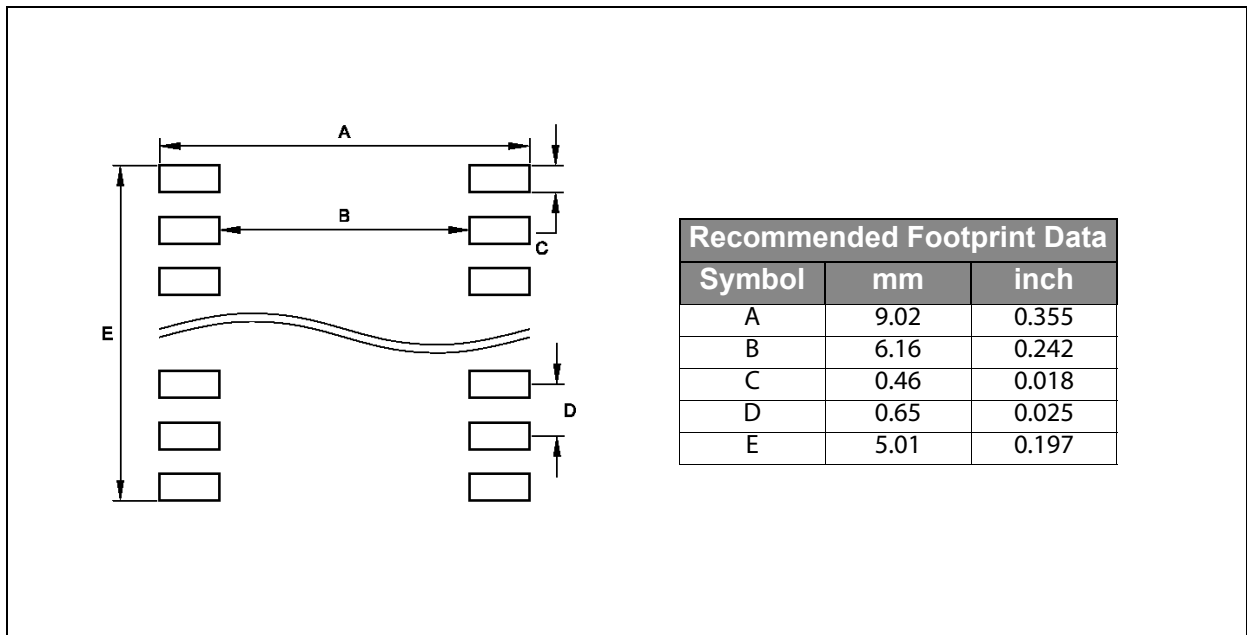 A
B
C
E
D
Recommended Footprint Data
Symbol mm inch
A 9.02 0.355
B 6.16 0.242
C 0.46 0.018
D 0.65 0.025
E 5.01 0.197